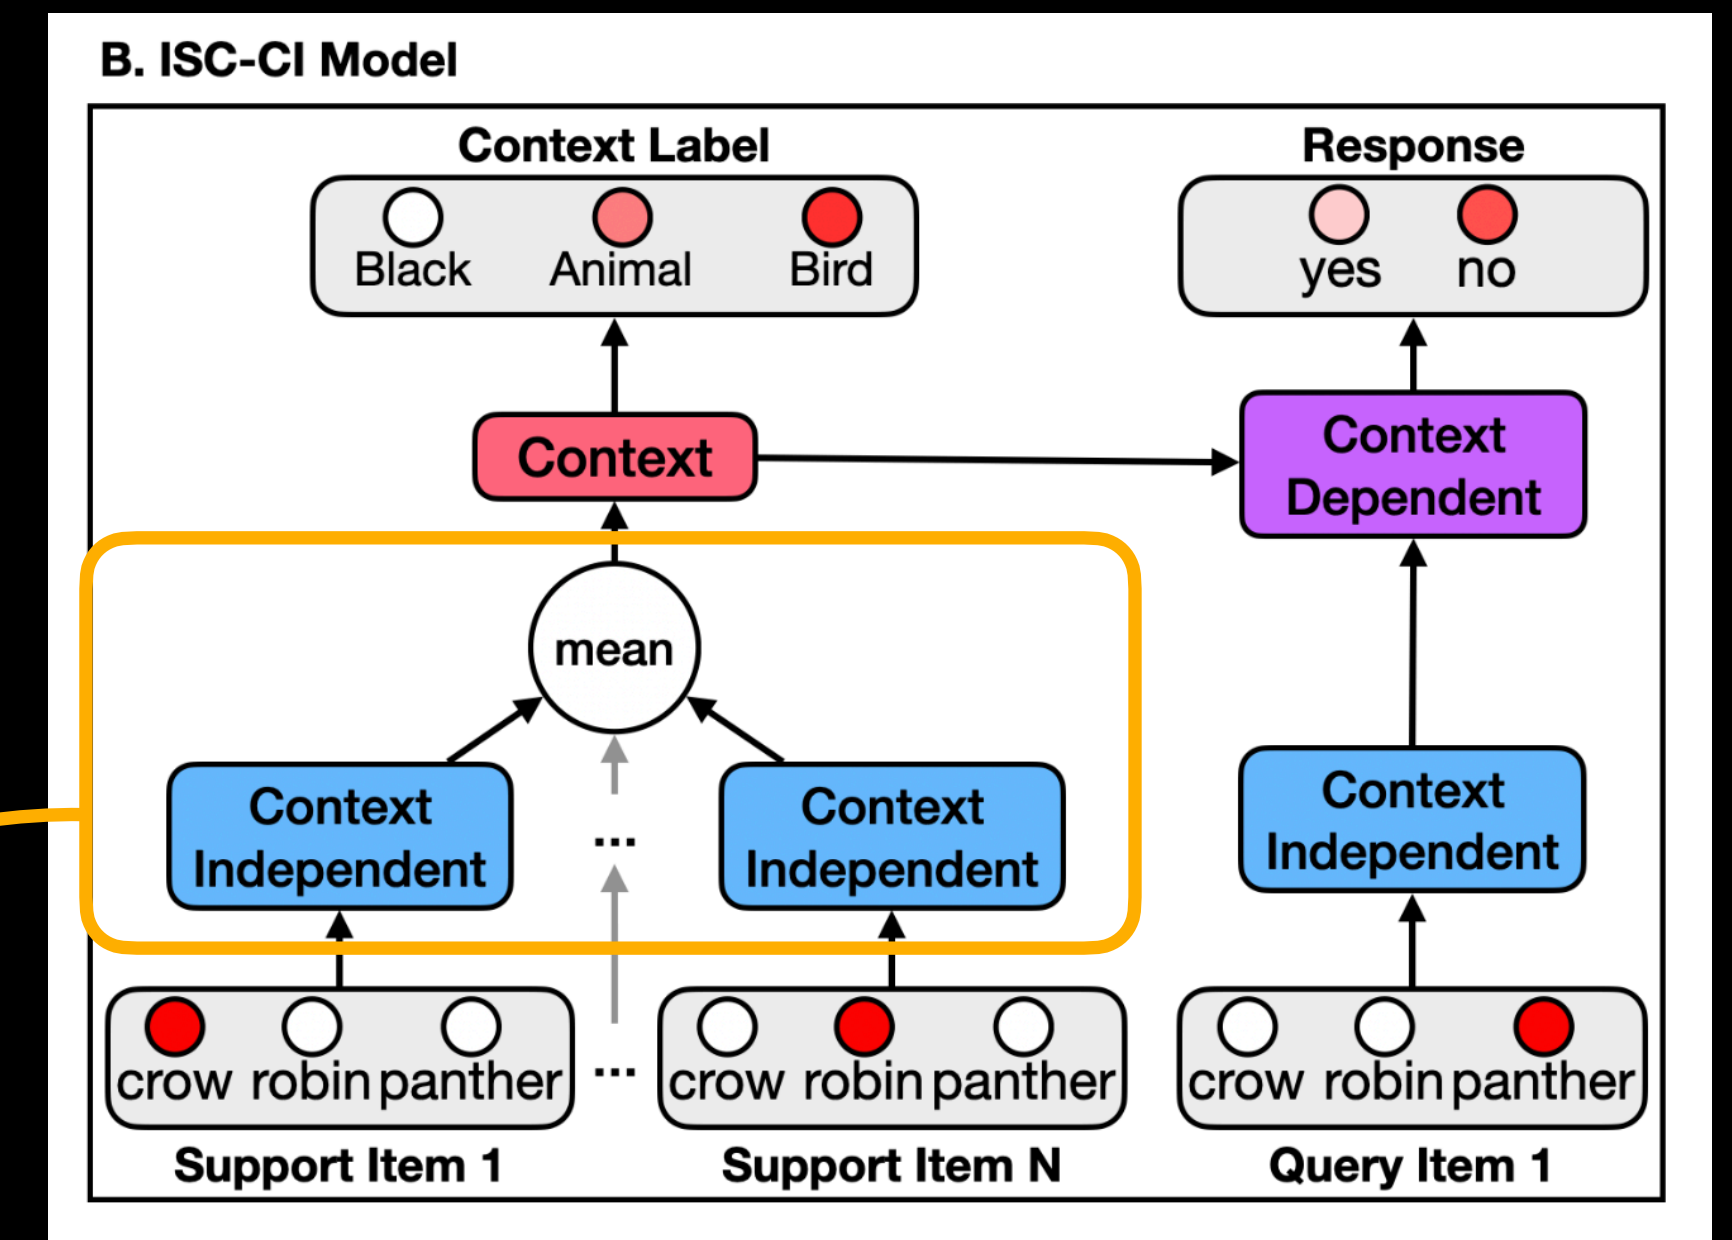 B. ISC-CI Model
Context Label
Response
Black Animal Bird
yes no
Context
Context
Dependent
mean
Context
Independent
...
Context
Independent
Context
Independent
crow robin panther
...
crow robin panther
crow robin panther
Support Item 1
Support Item N
Query Item 1